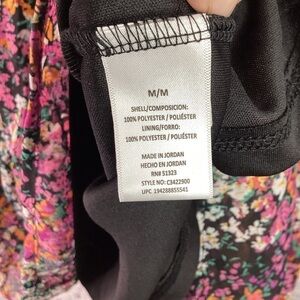 M/M
SHELL/COMPOSICION:
100% POLYESTER / POLIÉSTER
LINING/FORRO:
100% POLYESTER / POLIÉSTER
MADE IN JORDAN
HECHO EN JORDAN
RN# 51323
STYLE NO: C3422900
UPC 194288855541